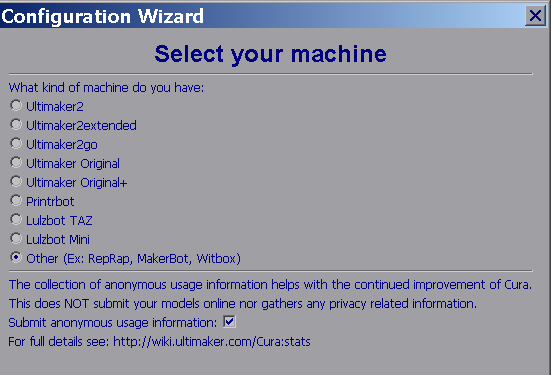 Configuration Wizard
Select your machine
What kind of machine do you have:
Ultimaker2
Ultimaker2extended
Ultimaker2go
Ultimaker Original
Ultimaker Original+
Printrbot
Lulzbot TAZ
Lulzbot Mini
Other (Ex: RepRap, MakerBot, Witbox)
The collection of anonymous usage information helps with the continued improvement of Cura.
This does NOT submit your models online nor gathers any privacy related information.
Submit anonymous usage information:
For full details see: http://wiki.ultimaker.com/Cura:stats